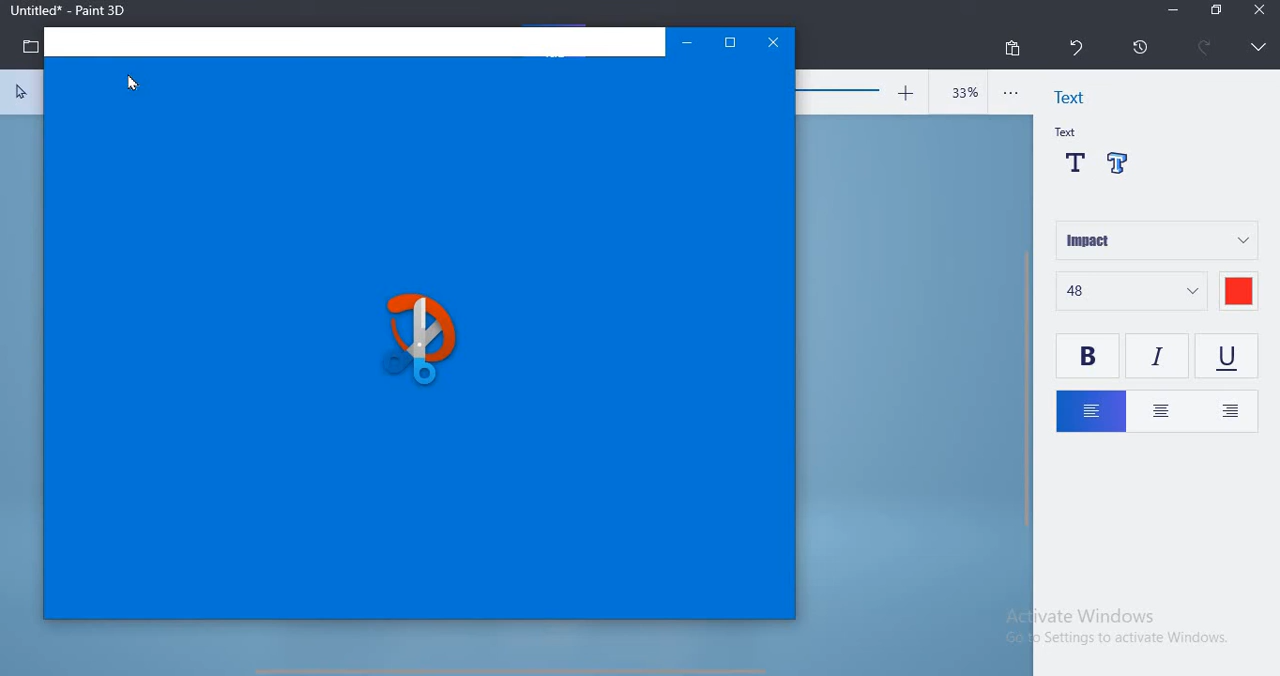 Untitled* - Paint 3D
33%
Text
Text
T T
Impact
48
B I U
Activate Windows
Go to Settings to activate Windows.